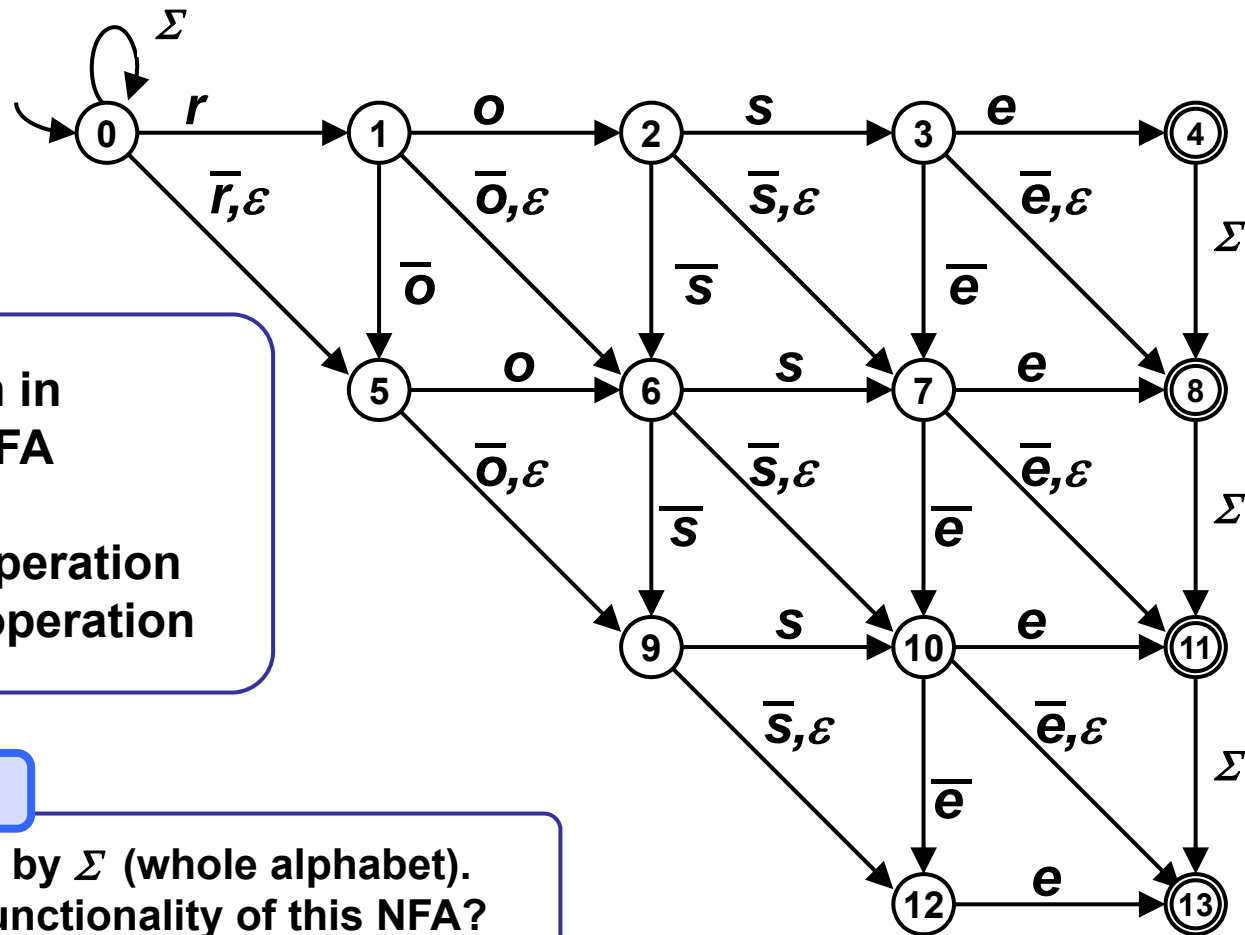 Σ
0 r 1 o 2 s 3 e 4
r̅,ε o̅,ε s̅,ε e̅,ε
o̅ s̅ e̅ Σ
5 o 6 s 7 e 8
in
FA
o̅,ε s̅,ε e̅,ε
s̅ e̅ Σ
peration
operation
9 s 10 e 11
s̅,ε e̅,ε
e̅ Σ
by Σ (whole alphabet).
unctionality of this NFA?
12 e 13